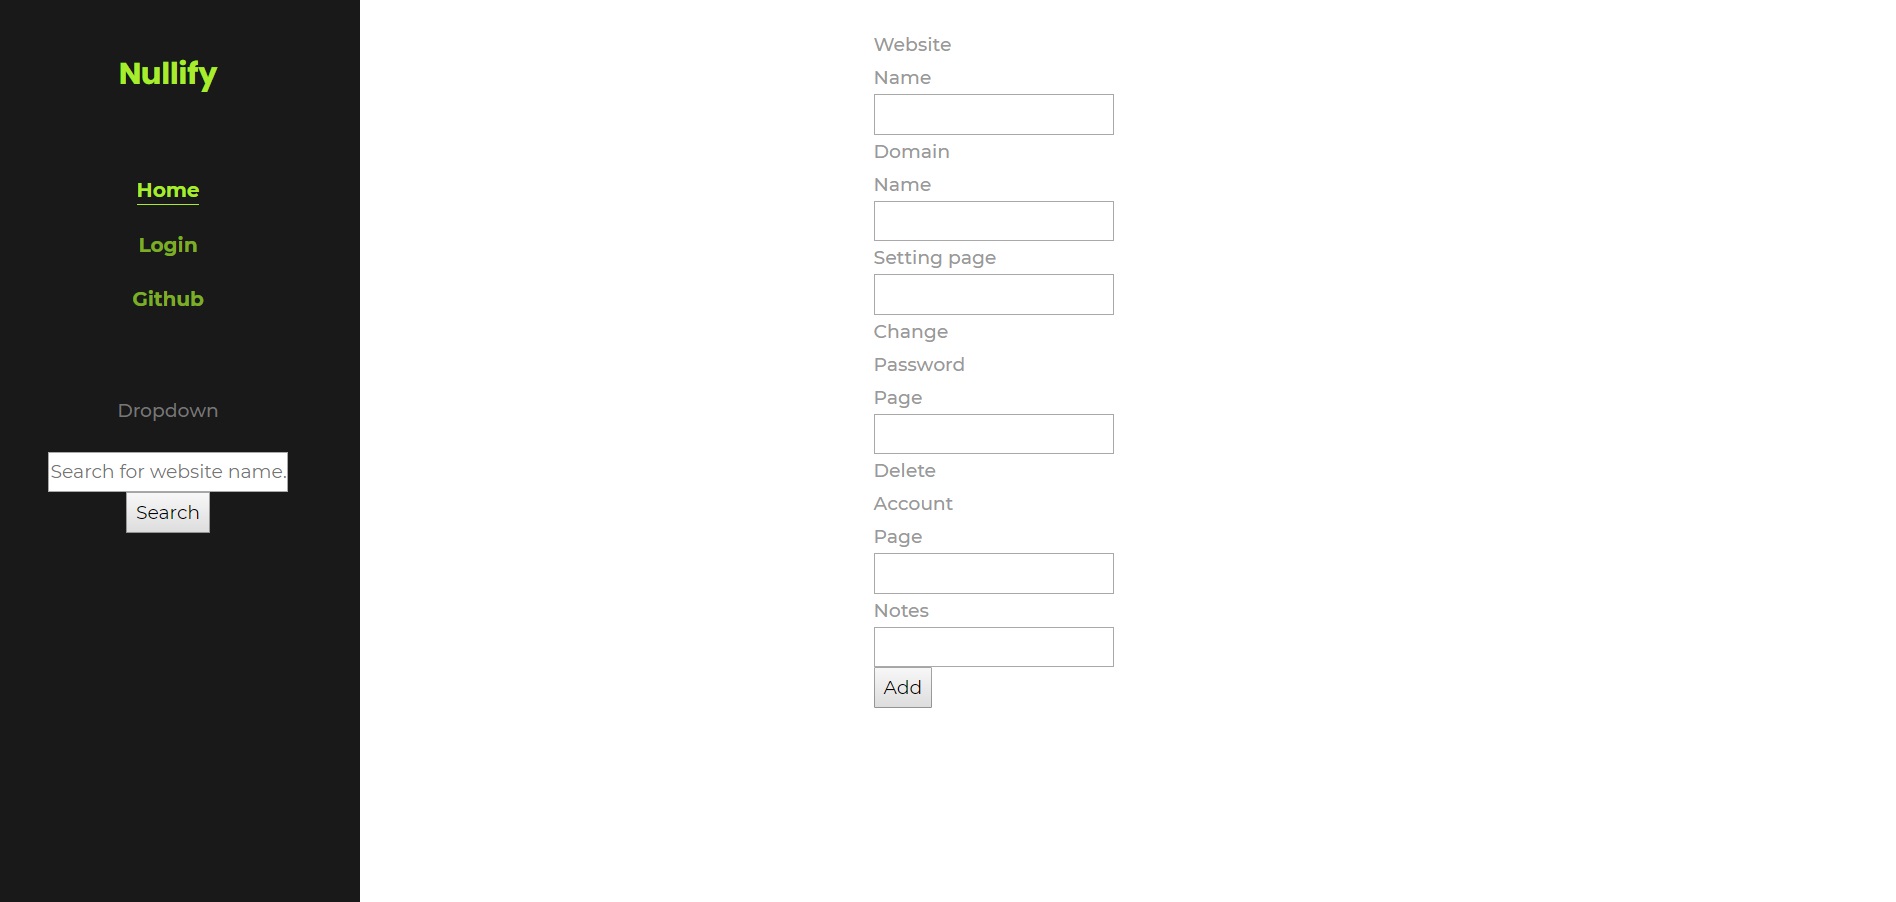 Nullify
Home
Login
Github
Dropdown
Search for website name.
Search
Website
Name
Domain
Name
Setting page
Change
Password
Page
Delete
Account
Page
Notes
Add